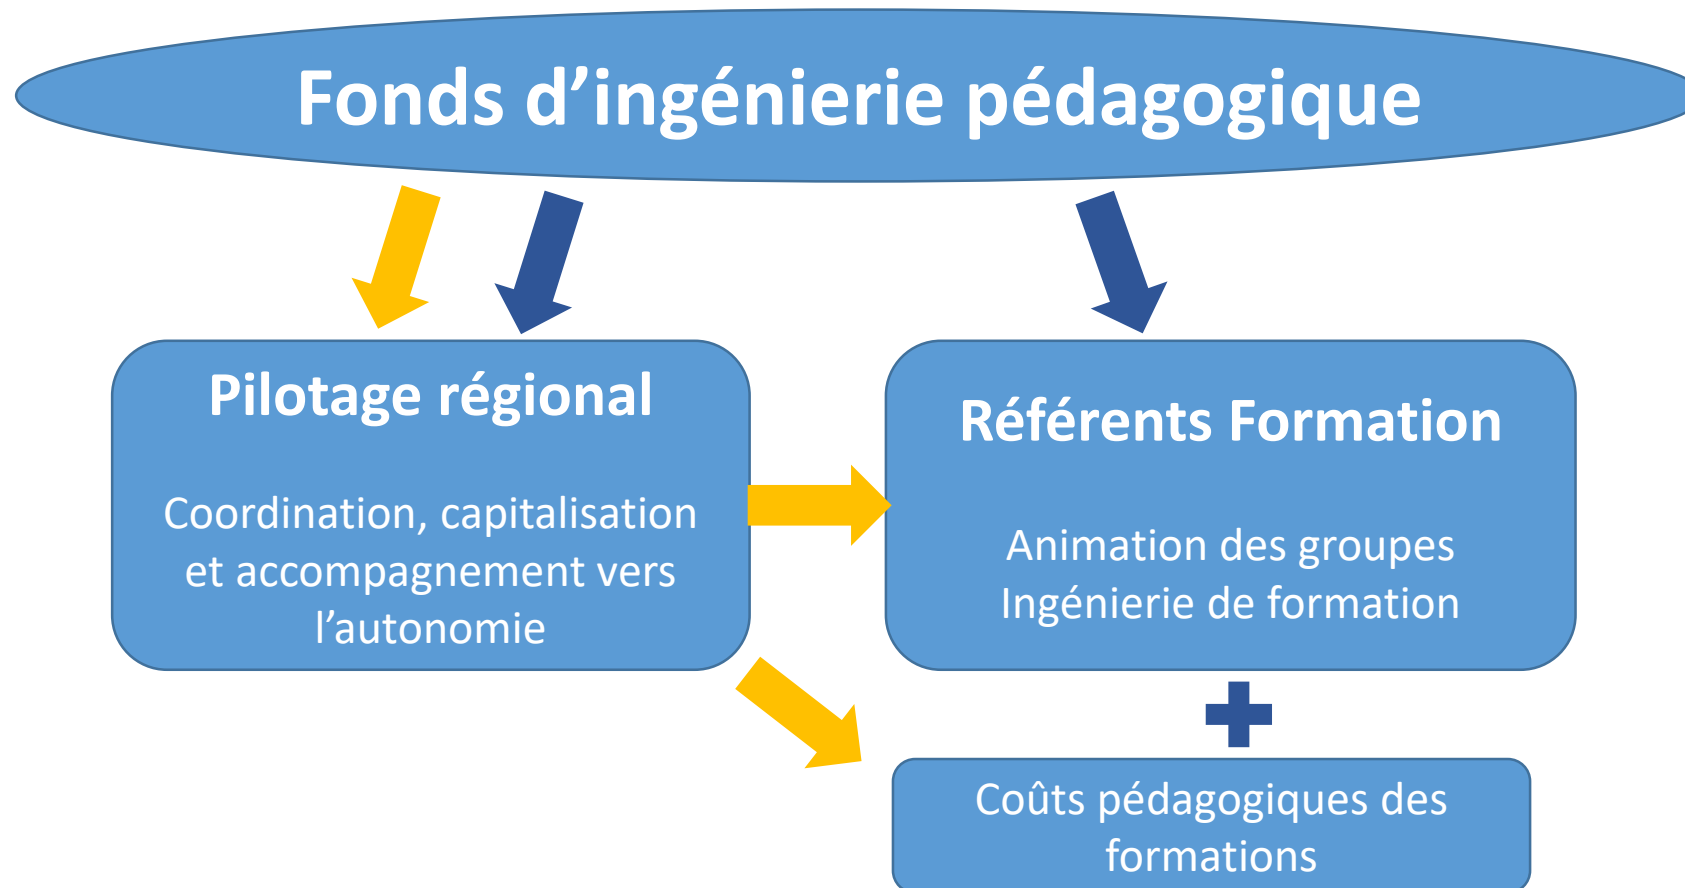 Fonds d’ingénierie pédagogique
Pilotage régional
Coordination, capitalisation
et accompagnement vers
l’autonomie
Référents Formation
Animation des groupes
Ingénierie de formation
Coûts pédagogiques des
formations